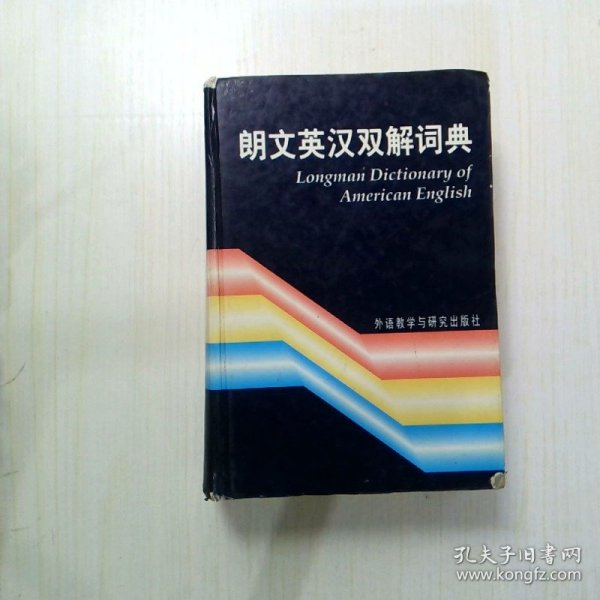 朗文英汉双解词典
Longman Dictionary of
American English
外语教学与研究出版社
孔夫子旧书网
www.kongfz.com